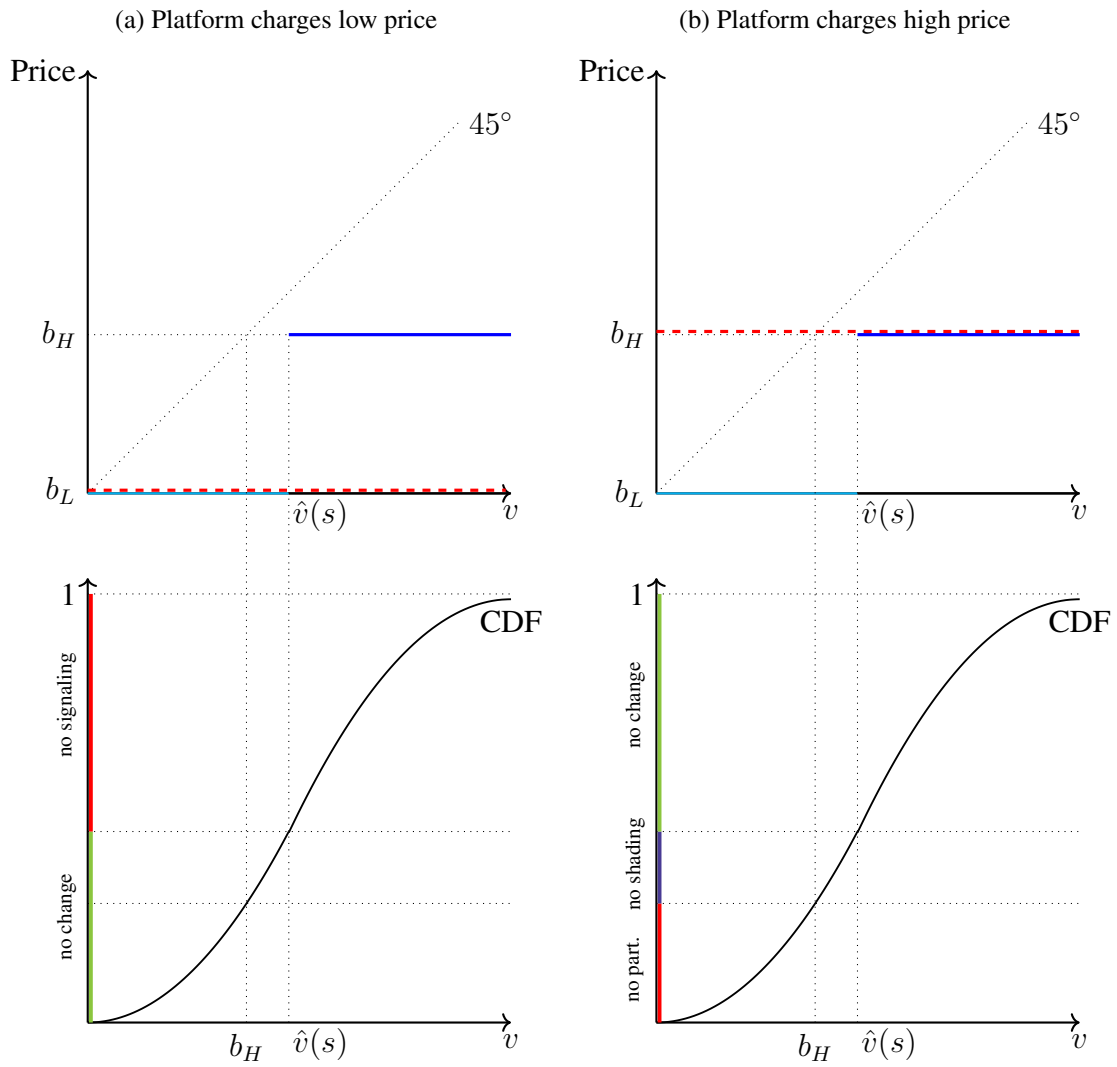 (a) Platform charges low price
Price
45°
b_H
b_L
v̂(s)
v
1
CDF
no signaling
no change
b_H
v̂(s)
v
(b) Platform charges high price
Price
45°
b_H
b_L
v̂(s)
v
1
CDF
no change
no shading
no part.
b_H
v̂(s)
v